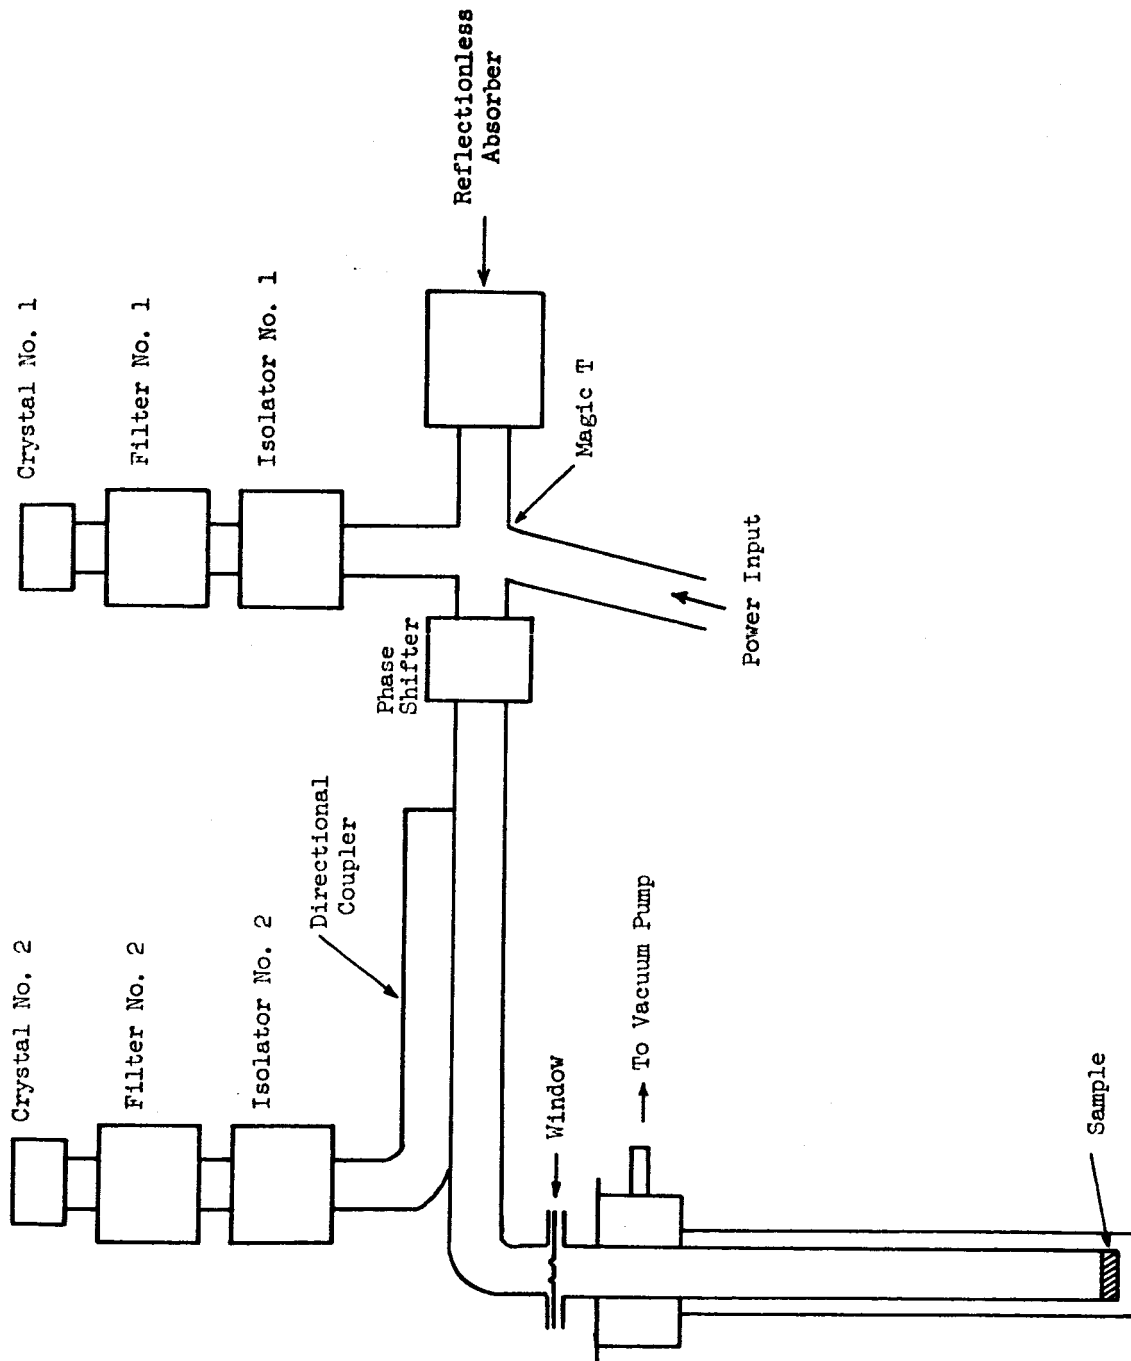 Crystal No. 2
Filter No. 2
Isolator No. 2
Directional
Coupler
Crystal No. 1
Filter No. 1
Isolator No. 1
Reflectionless
Absorber
Phase
Shifter
Magic T
Power Input
Window
To Vacuum Pump
Sample